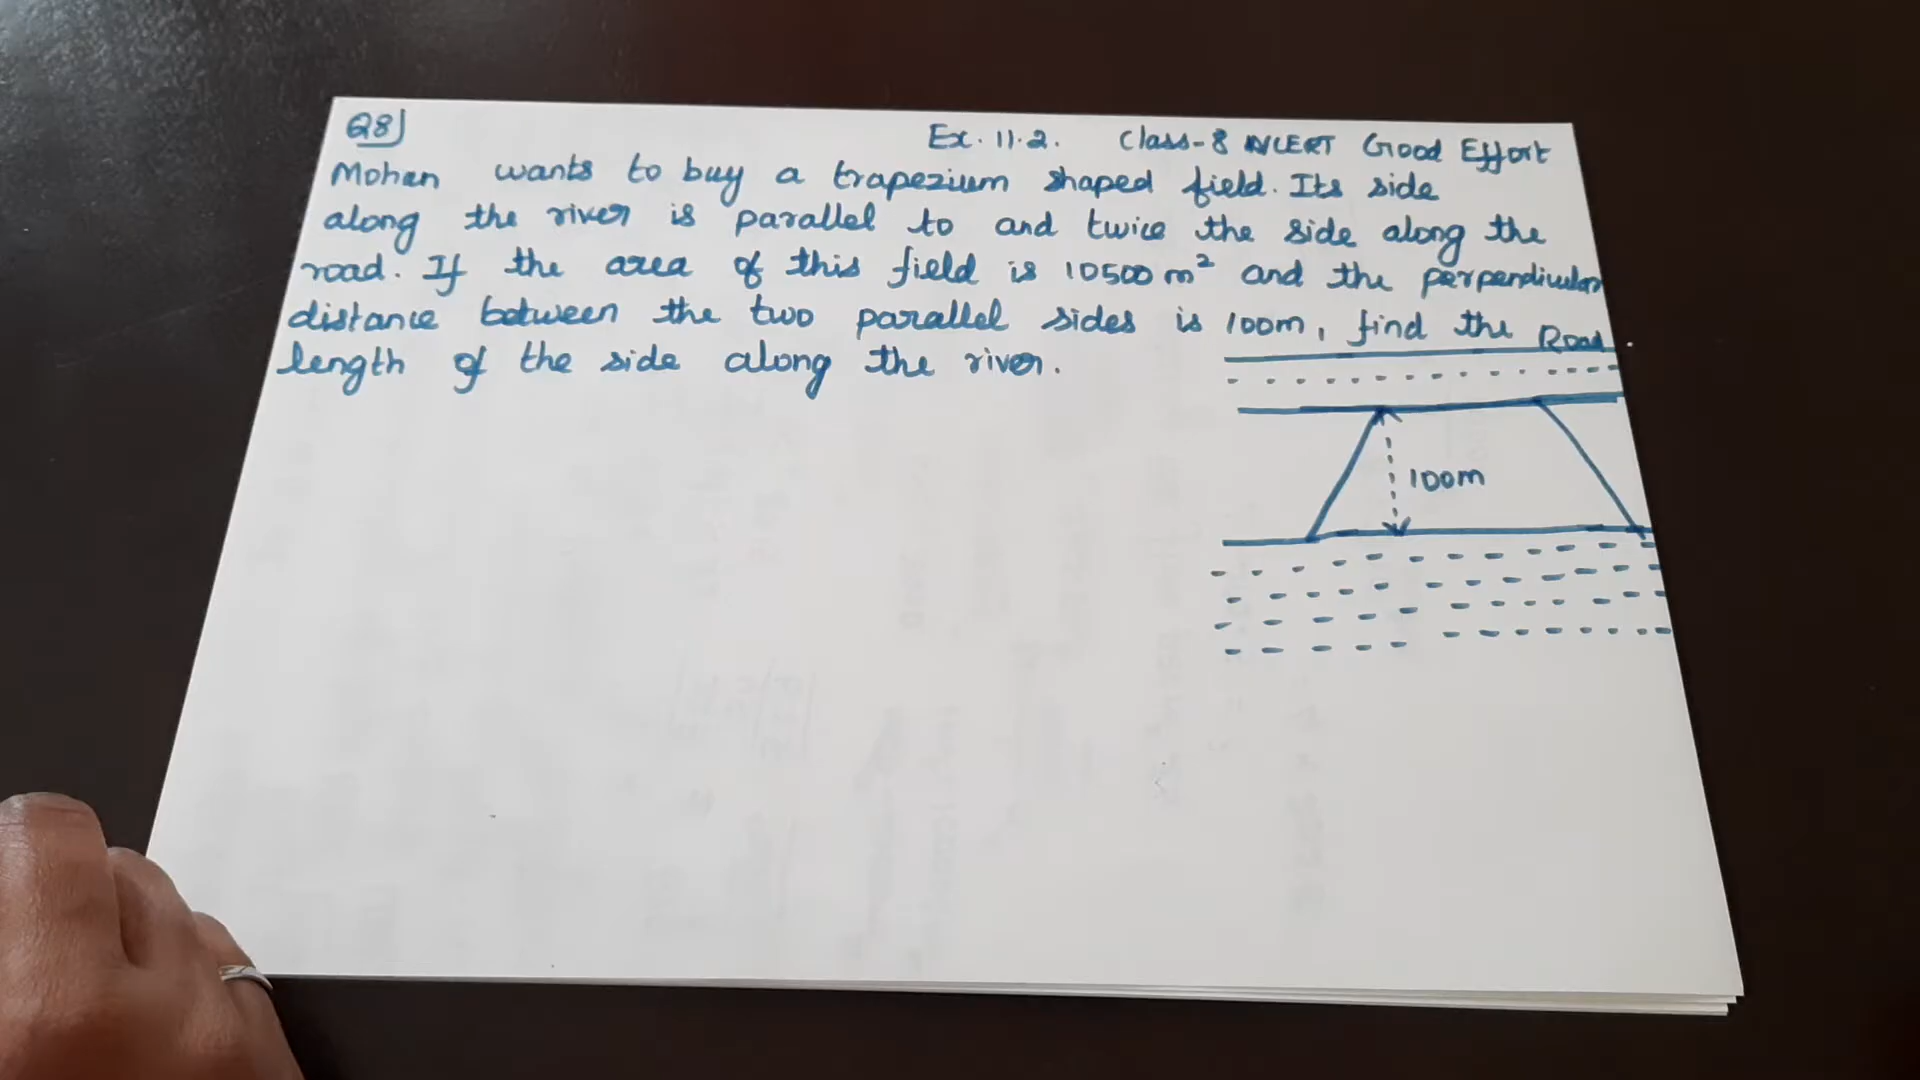 Q8)
Ex. 11.2. Class-8 NCERT Good Effort
Mohan wants to buy a trapezium shaped field. Its side
along the river is parallel to and twice the side along the
road. If the area of this field is 10500 m² and the perpendicular
distance between the two parallel sides is 100m, find the
length of the side along the river.
Road.
100m